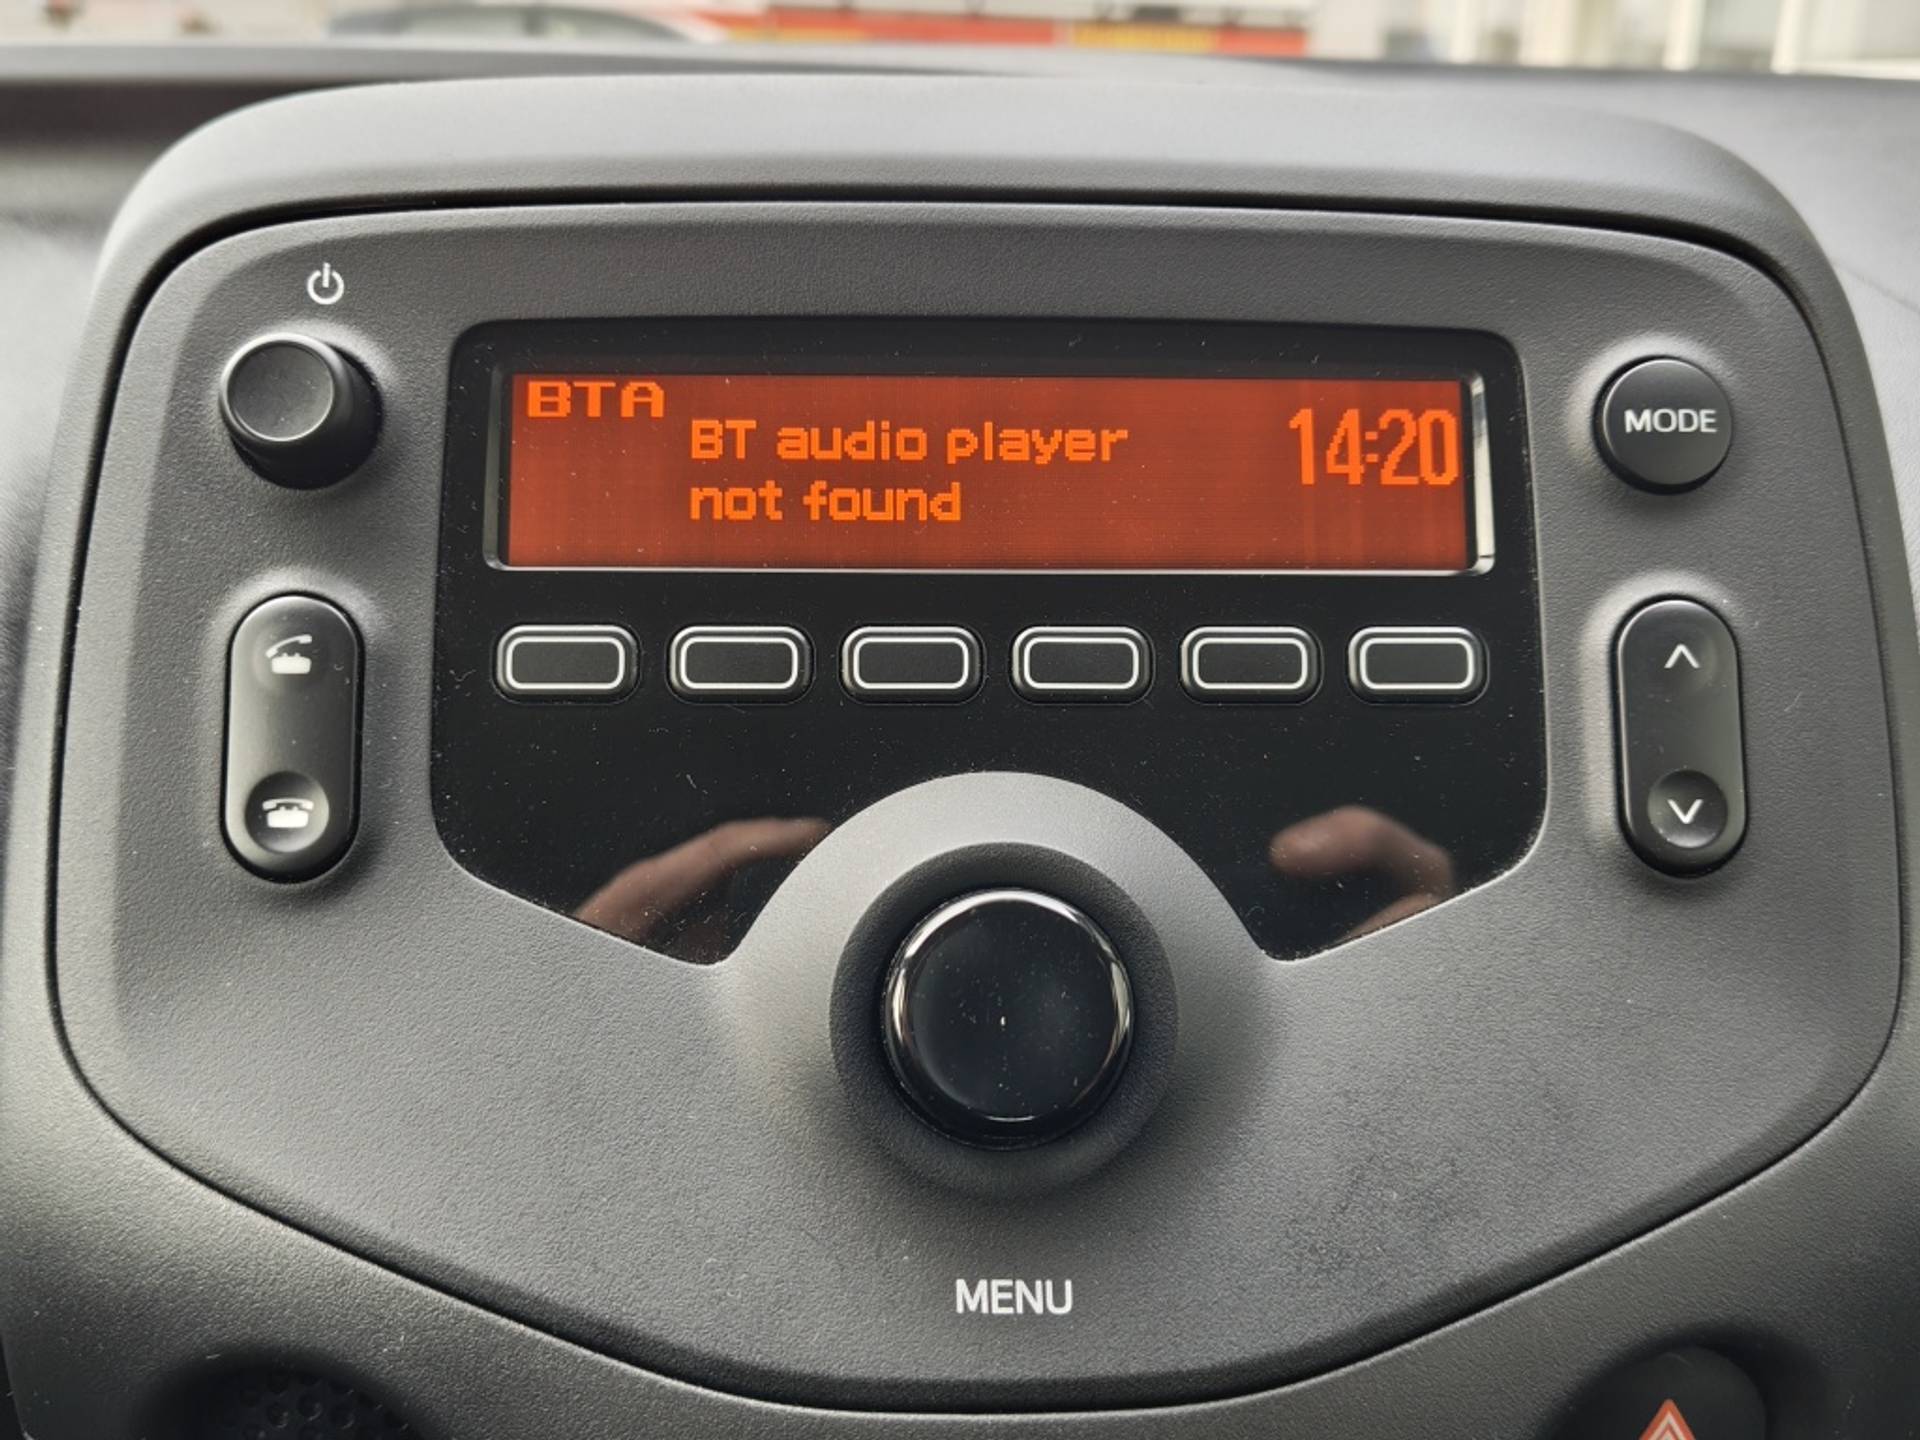 BTA
BT audio player
not found
14:20
MODE
MENU